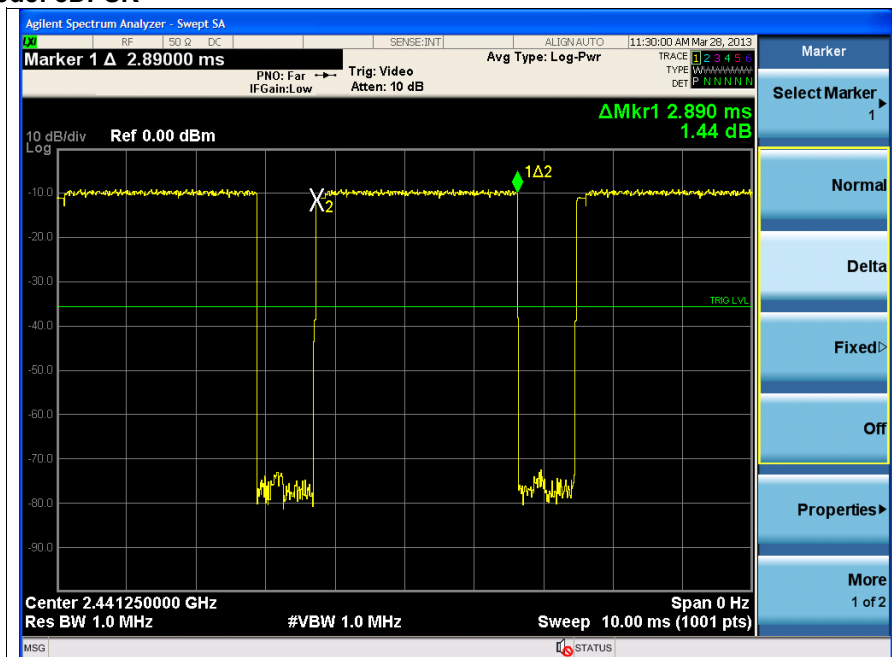 Agilent Spectrum Analyzer - Swept SA
LXI RF 50 Ω DC SENSE:INT ALIGN AUTO 11:30:00 AM Mar 28, 2013
Marker 1 Δ 2.89000 ms
PNO: Far
IFGain:Low
Trig: Video
Atten: 10 dB
Avg Type: Log-Pwr
TRACE 1 2 3 4 5 6
TYPE WWWWWW
DET P N N N N N
ΔMkr1 2.890 ms
1.44 dB
10 dB/div Ref 0.00 dBm
Log
1Δ2
-10.0
X2
-20.0
-30.0
TRIG LVL
-40.0
-50.0
-60.0
-70.0
-80.0
-90.0
Center 2.441250000 GHz Span 0 Hz
Res BW 1.0 MHz #VBW 1.0 MHz Sweep 10.00 ms (1001 pts)
MSG STATUS
Marker
Select Marker
1
Normal
Delta
Fixed
Off
Properties
More
1 of 2